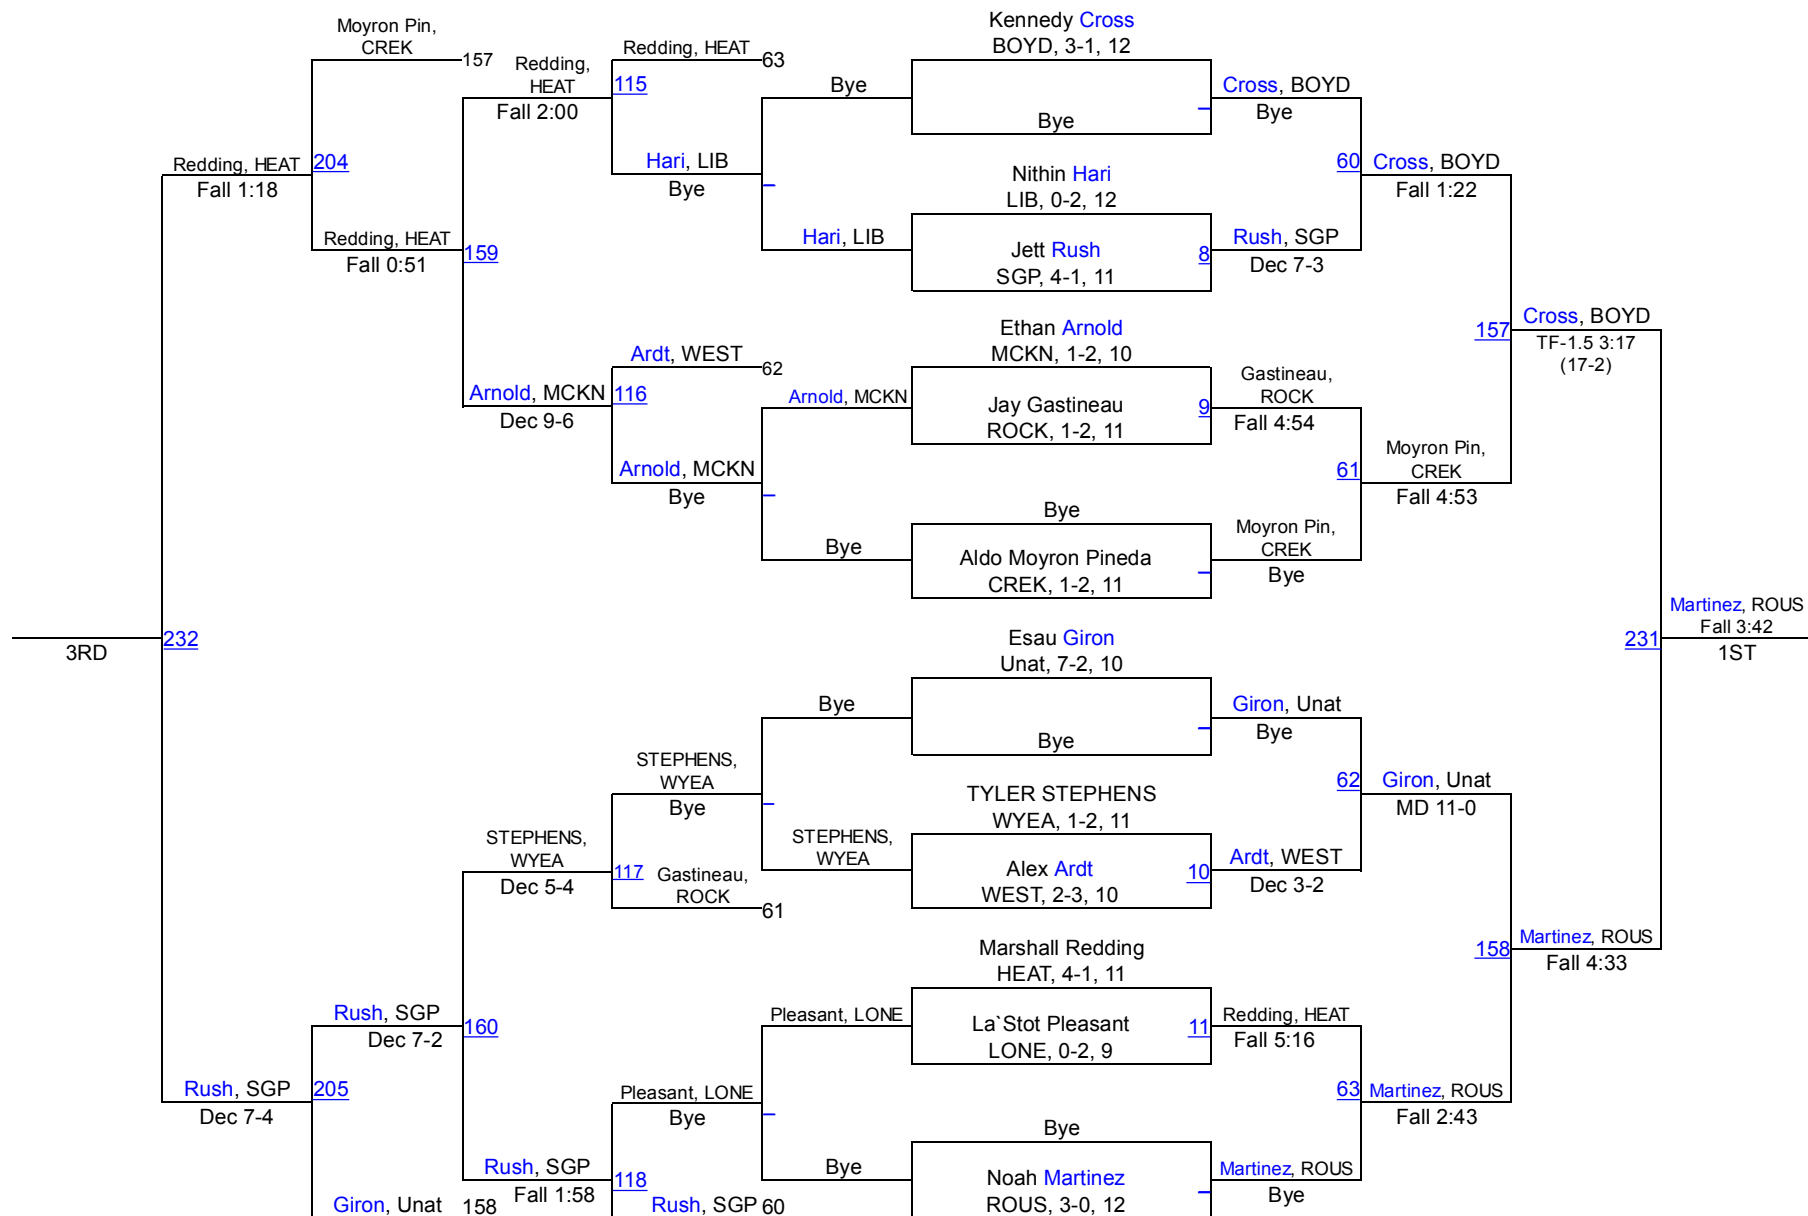 Kennedy Cross
BOYD, 3-1, 12
Moyron Pin,
CREK
157
Redding,
HEAT
Fall 2:00
Redding, HEAT
63
115
Bye
Bye
Cross, BOYD
Bye
Hari, LIB
Bye
Redding, HEAT
204
Fall 1:18
Nithin Hari
LIB, 0-2, 12
60
Cross, BOYD
Fall 1:22
Redding, HEAT
Fall 0:51
159
Hari, LIB
Jett Rush
SGP, 4-1, 11
8
Rush, SGP
Dec 7-3
Ethan Arnold
MCKN, 1-2, 10
157
Cross, BOYD
TF-1.5 3:17
(17-2)
Ardt, WEST
62
Arnold, MCKN
Dec 9-6
116
Arnold, MCKN
Jay Gastineau
ROCK, 1-2, 11
9
Gastineau,
ROCK
Fall 4:54
Arnold, MCKN
Bye
61
Moyron Pin,
CREK
Fall 4:53
Bye
Bye
Aldo Moyron Pineda
CREK, 1-2, 11
Moyron Pin,
CREK
Bye
3RD
232
Esau Giron
Unat, 7-2, 10
231
Martinez, ROUS
Fall 3:42
1ST
Bye
Bye
Giron, Unat
Bye
STEPHENS,
WYEA
Bye
TYLER STEPHENS
WYEA, 1-2, 11
62
Giron, Unat
MD 11-0
STEPHENS,
WYEA
Dec 5-4
117
Gastineau,
ROCK
61
STEPHENS,
WYEA
Alex Ardt
WEST, 2-3, 10
10
Ardt, WEST
Dec 3-2
Marshall Redding
HEAT, 4-1, 11
158
Martinez, ROUS
Fall 4:33
Rush, SGP
Dec 7-2
160
Pleasant, LONE
La`Stot Pleasant
LONE, 0-2, 9
11
Redding, HEAT
Fall 5:16
Rush, SGP
Dec 7-4
205
Pleasant, LONE
Bye
63
Martinez, ROUS
Fall 2:43
Bye
Rush, SGP
Fall 1:58
118
Bye
Noah Martinez
ROUS, 3-0, 12
Martinez, ROUS
Bye
Giron, Unat
158
Rush, SGP
60